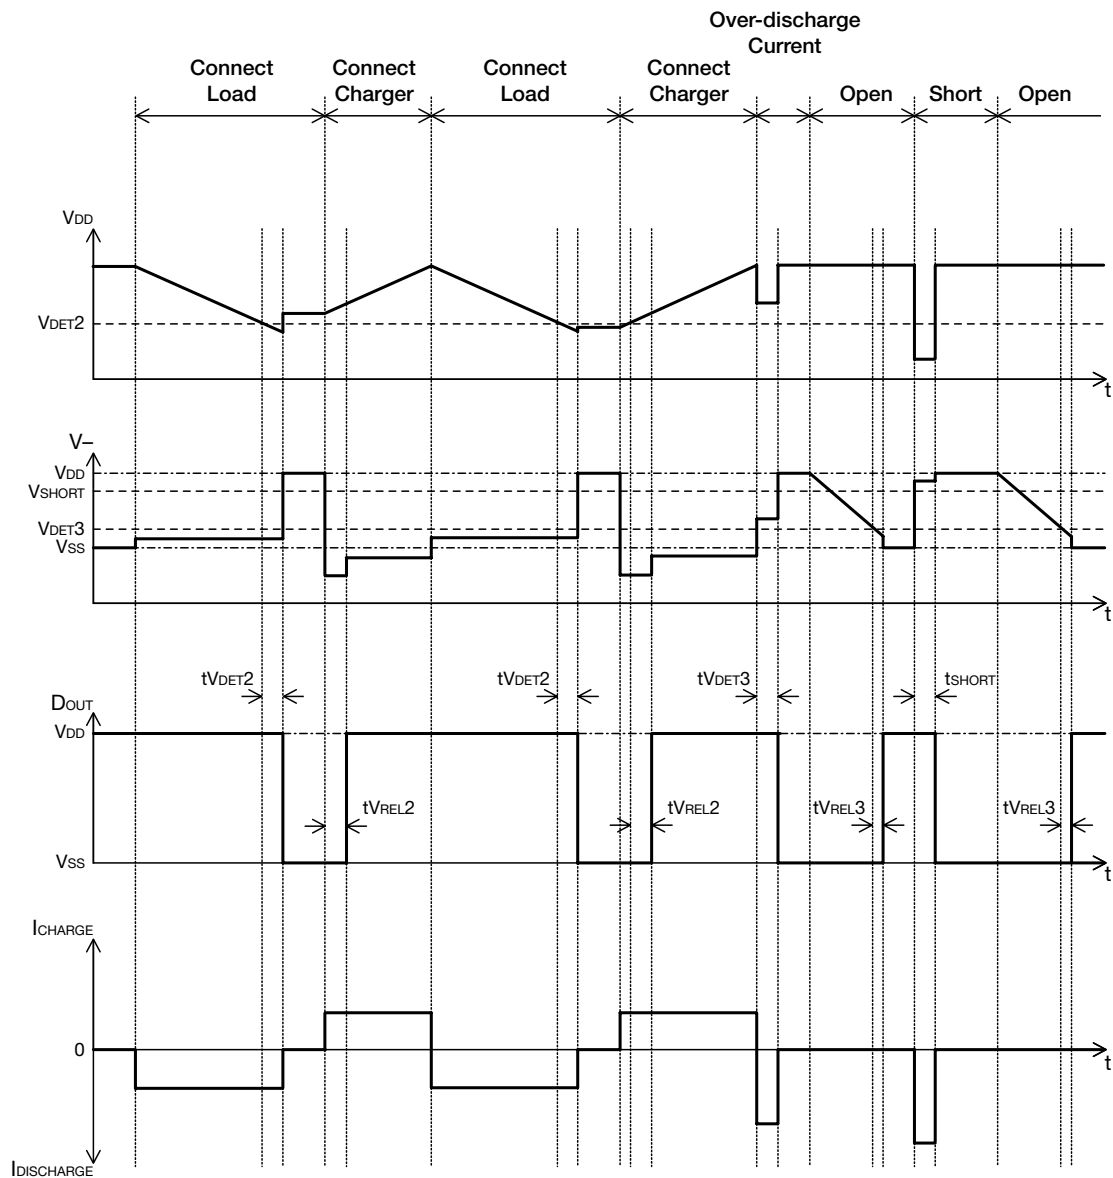 Over-discharge
Current
Connect
Load
Connect
Charger
Connect
Load
Connect
Charger
Open
Short
Open
VDD
VDET2
t
V–
VDD
VSHORT
VDET3
VSS
t
tVDET2
tVDET2
tVDET3
tSHORT
DOUT
VDD
tVREL2
tVREL2
tVREL3
tVREL3
VSS
t
ICHARGE
0
t
IDISCHARGE